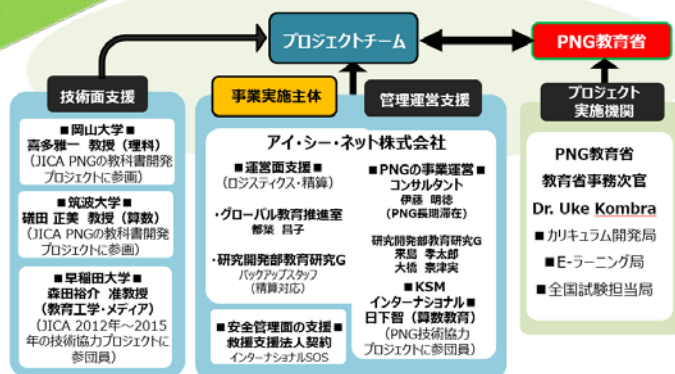 プロジェクトチーム
PNG教育省
技術面支援
事業実施主体
管理運営支援
プロジェクト
実施機関
■岡山大学■
喜多雅一 教授（理科）
（JICA PNGの教科書開発
プロジェクトに参画）
■筑波大学■
礒田 正美 教授（算数）
（JICA PNGの教科書開発
プロジェクトに参画）
■早稲田大学■
森田裕介 准教授
（教育工学・メディア）
（JICA 2012年～2015
年の技術協力プロジェクトに
参団員）
アイ・シー・ネット株式会社
■運営面支援■
（ロジスティクス・精算）
・グローバル教育推進室
都築 昌子
・研究開発部教育研究G
バックアップスタッフ
（精算対応）
■安全管理面の支援■
救援支援法人契約
インターナショナルSOS
■PNGの事業運営■
コンサルタント
伊藤 明徳
（PNG長期滞在）
研究開発部教育研究G
来島 孝太郎
大橋 奈津実
■KSM
インターナショナル■
日下智（算数教育）
（PNG技術協力
プロジェクトに参団員）
PNG教育省
教育省事務次官
Dr. Uke Kombra
■カリキュラム開発局
■E-ラーニング局
■全国試験担当局